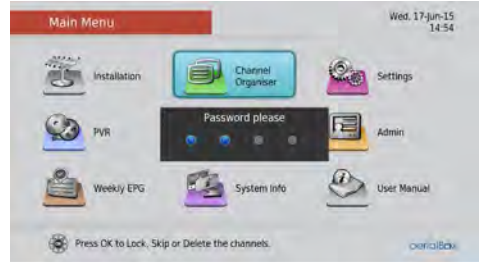 Main Menu
Wed, 17-Jun-15
14:54
Installation
Channel
Organiser
Settings
PVR
Password please
Admin
Weekly EPG
System Info
User Manual
Press OK to Lock, Skip or Delete the channels.
aerialBox